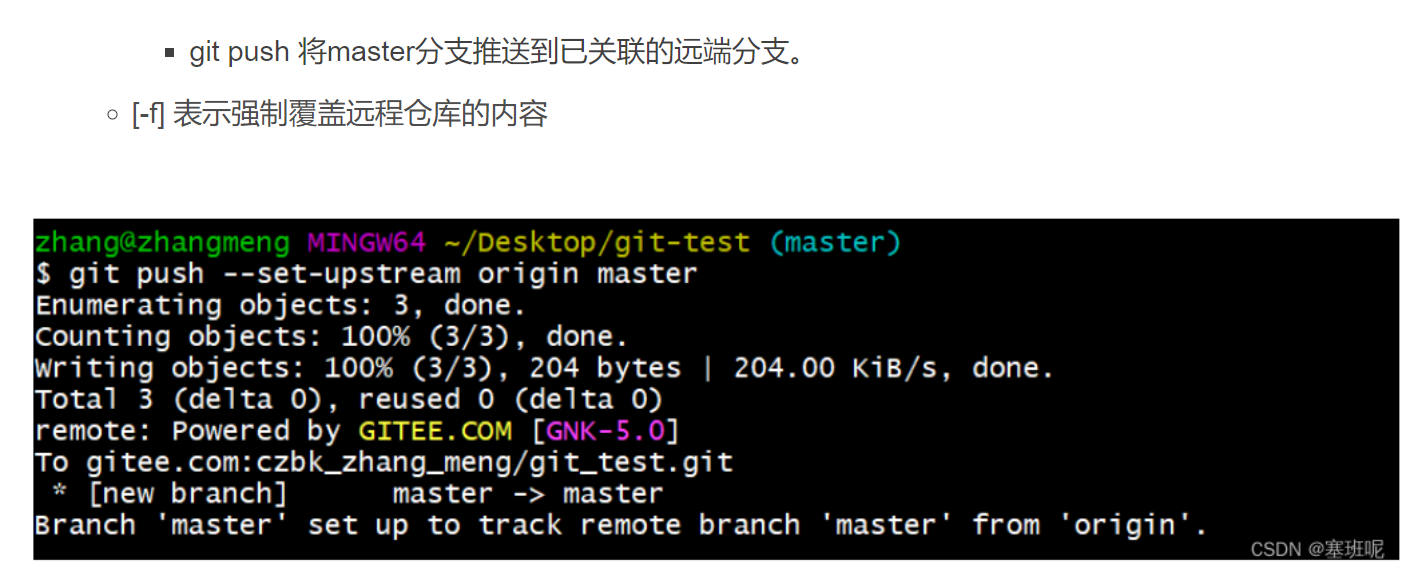 git push 将master分支推送到已关联的远端分支。
[-f] 表示强制覆盖远程仓库的内容
zhang@zhangmeng MINGW64 ~/Desktop/git-test (master)
$ git push --set-upstream origin master
Enumerating objects: 3, done.
Counting objects: 100% (3/3), done.
Writing objects: 100% (3/3), 204 bytes | 204.00 KiB/s, done.
Total 3 (delta 0), reused 0 (delta 0)
remote: Powered by GITEE.COM [GNK-5.0]
To gitee.com:czbk_zhang_meng/git_test.git
 * [new branch]      master -> master
Branch 'master' set up to track remote branch 'master' from 'origin'.
CSDN @塞班呢